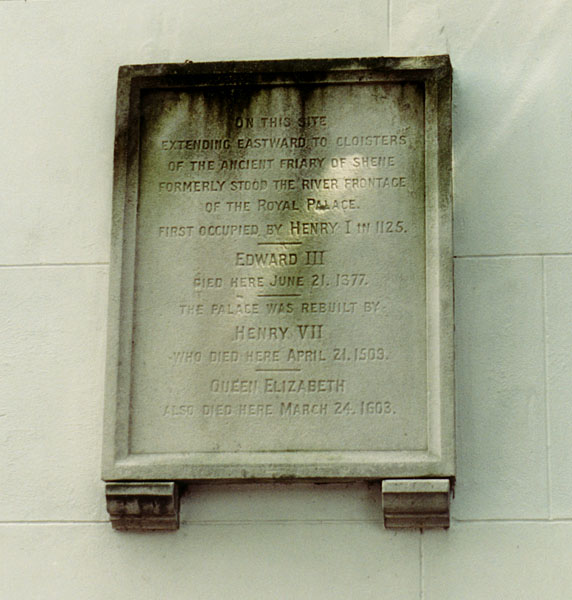 ON THIS SITE
EXTENDING EASTWARD TO CLOISTERS
OF THE ANCIENT FRIARY OF SHENE
FORMERLY STOOD THE RIVER FRONTAGE
OF THE ROYAL PALACE.
FIRST OCCUPIED BY HENRY I IN 1125.
EDWARD III
DIED HERE JUNE 21. 1377.
THE PALACE WAS REBUILT BY
HENRY VII
WHO DIED HERE APRIL 21. 1509.
QUEEN ELIZABETH
ALSO DIED HERE MARCH 24. 1603.